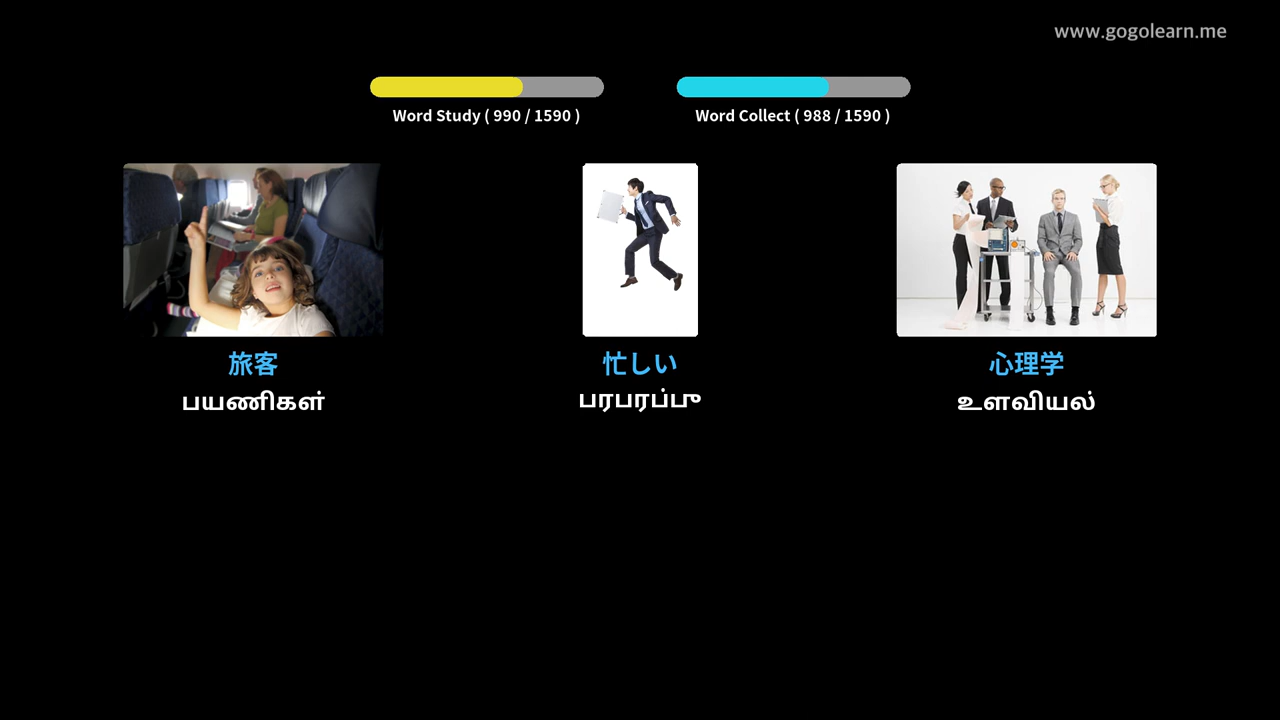 www.gogolearn.me
Word Study ( 990 / 1590 )
Word Collect ( 988 / 1590 )
旅客
忙しい
心理学
பயணிகள்
பரபரப்பு
உளவியல்